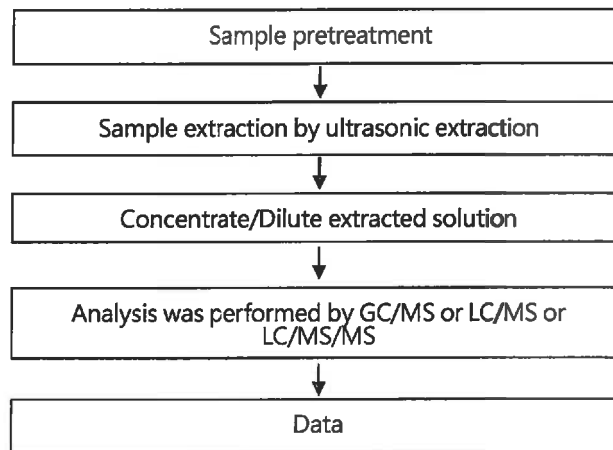 Sample pretreatment
Sample extraction by ultrasonic extraction
Concentrate/Dilute extracted solution
Analysis was performed by GC/MS or LC/MS or
LC/MS/MS
Data